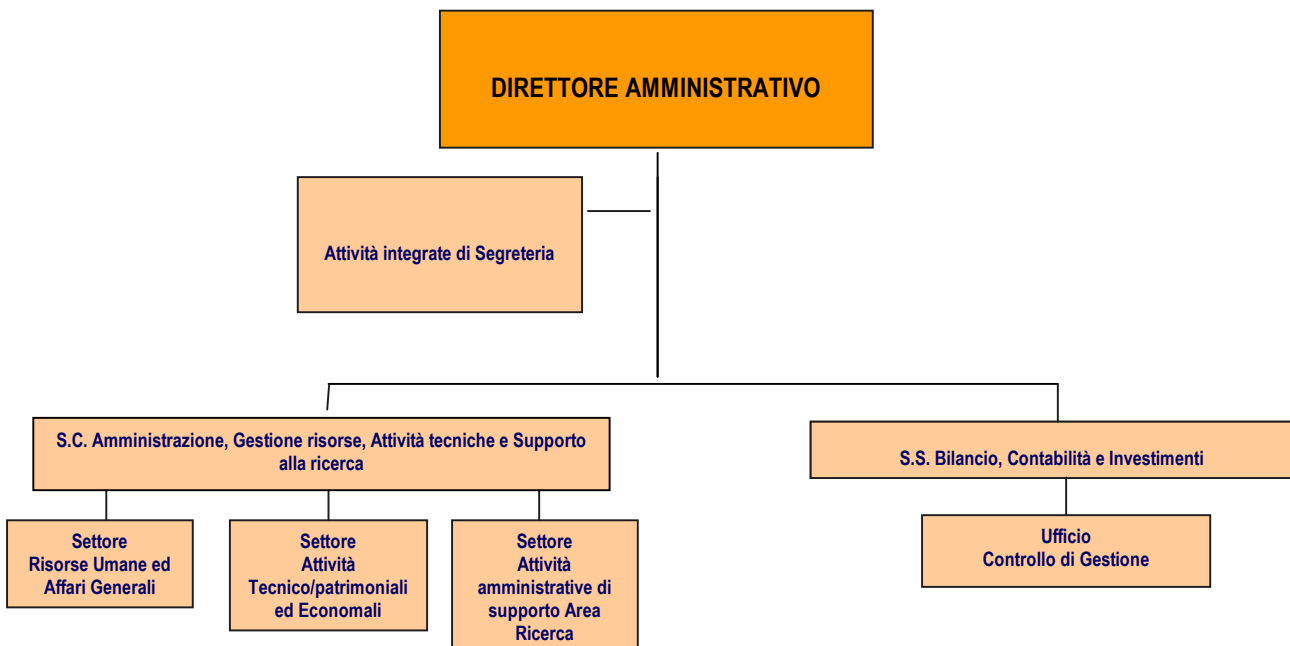 DIRETTORE AMMINISTRATIVO
Attività integrate di Segreteria
S.C. Amministrazione, Gestione risorse, Attività tecniche e Supporto
alla ricerca
S.S. Bilancio, Contabilità e Investimenti
Settore
Risorse Umane ed
Affari Generali
Settore
Attività
Tecnico/patrimoniali
ed Economali
Settore
Attività
amministrative di
supporto Area
Ricerca
Ufficio
Controllo di Gestione